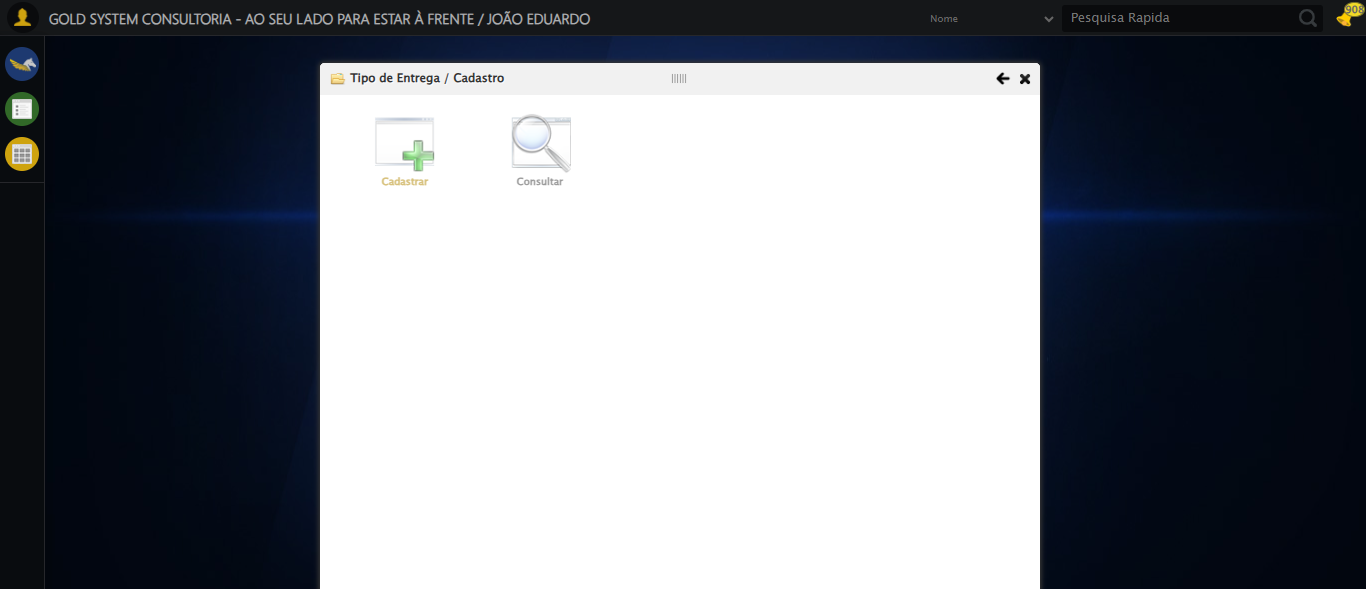 GOLD SYSTEM CONSULTORIA - AO SEU LADO PARA ESTAR À FRENTE / JOÃO EDUARDO
Nome
Pesquisa Rapida
908
Tipo de Entrega / Cadastro
Cadastrar
Consultar